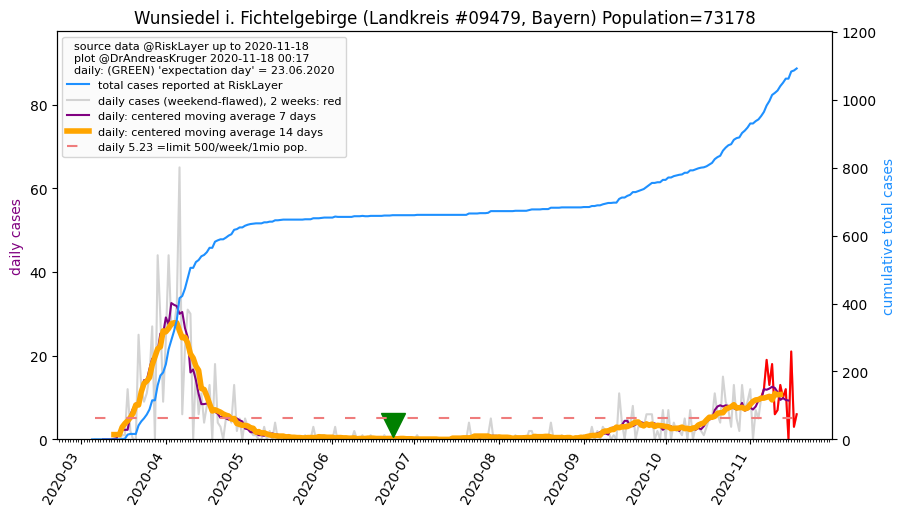 Wunsiedel i. Fichtelgebirge (Landkreis #09479, Bayern) Population=73178
source data @RiskLayer up to 2020-11-18
plot @DrAndreasKruger 2020-11-18 00:17
daily: (GREEN) 'expectation day' = 23.06.2020
total cases reported at RiskLayer
daily cases (weekend-flawed), 2 weeks: red
daily: centered moving average 7 days
daily: centered moving average 14 days
daily 5.23 =limit 500/week/1mio pop.
daily cases
80
60
40
20
0
cumulative total cases
1200
1000
800
600
400
200
0
2020-03
2020-04
2020-05
2020-06
2020-07
2020-08
2020-09
2020-10
2020-11